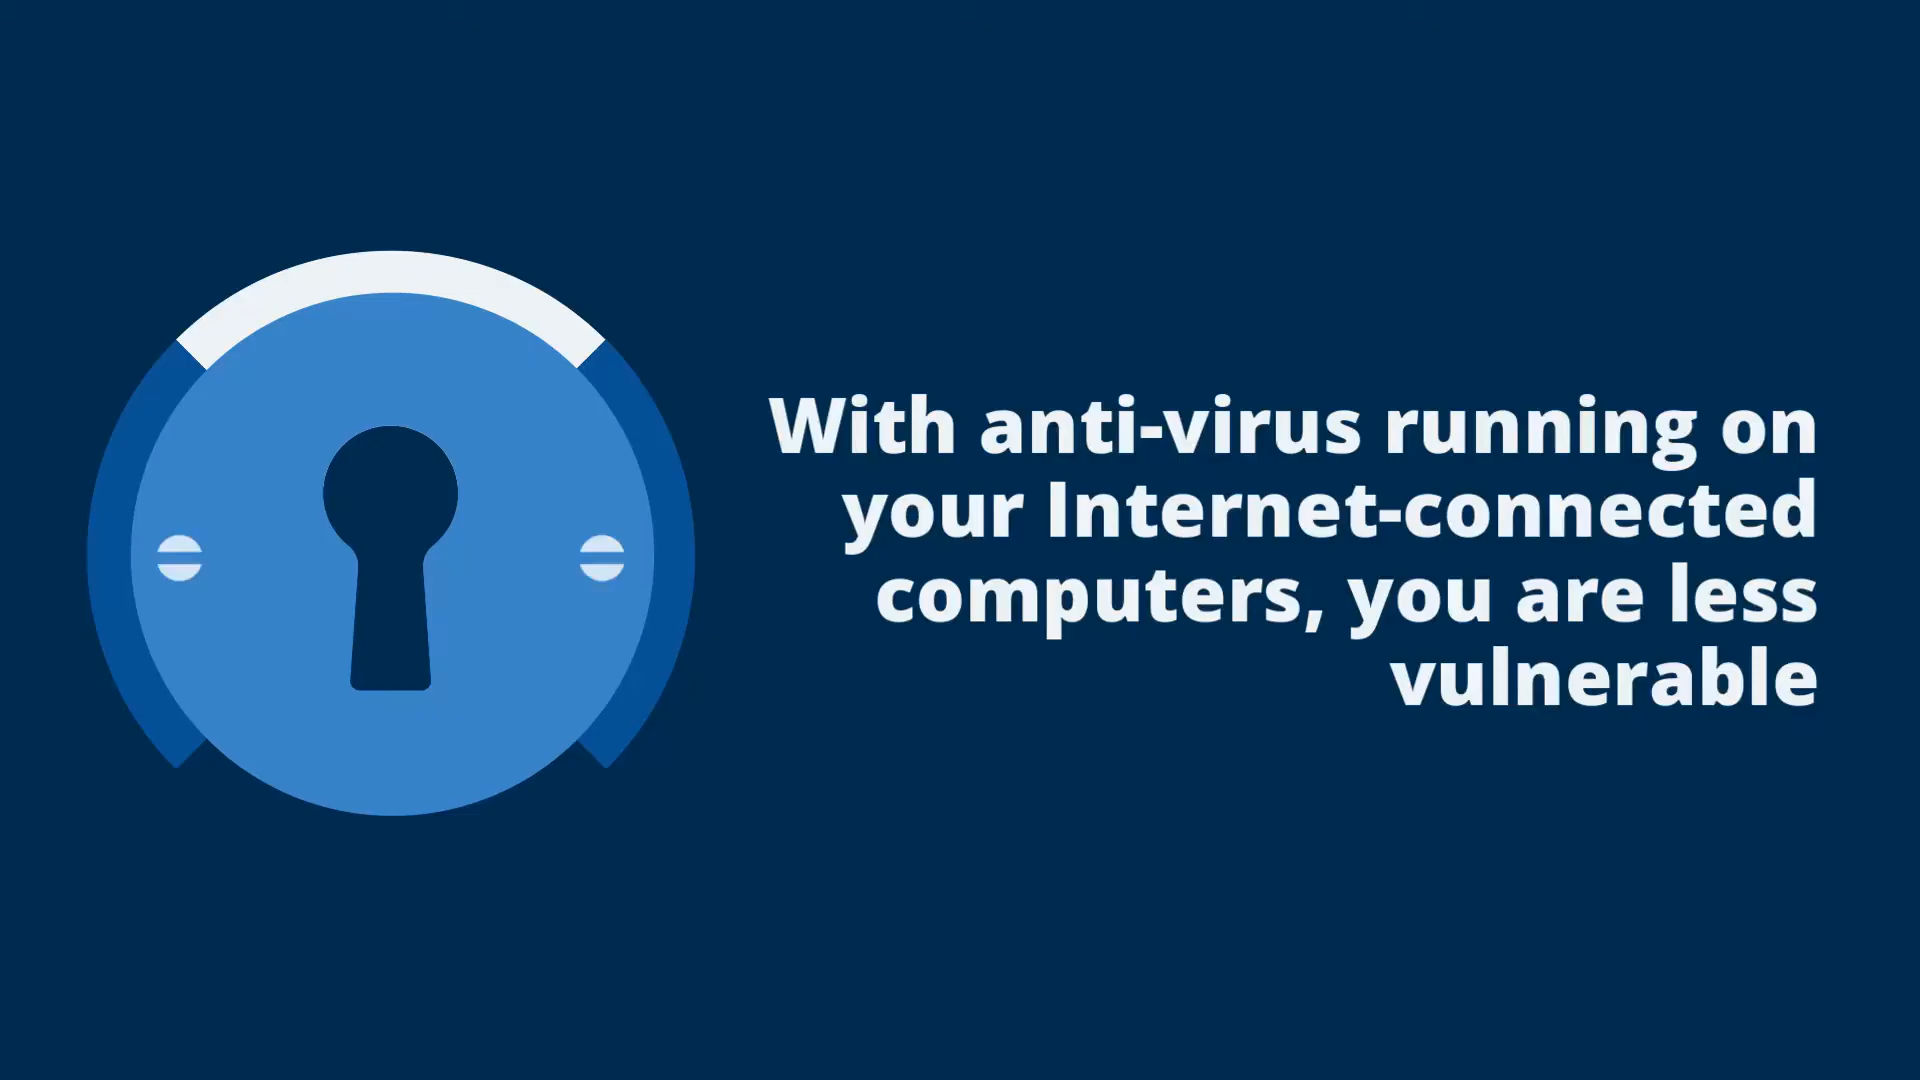 With anti-virus running on
your Internet-connected
computers, you are less
vulnerable